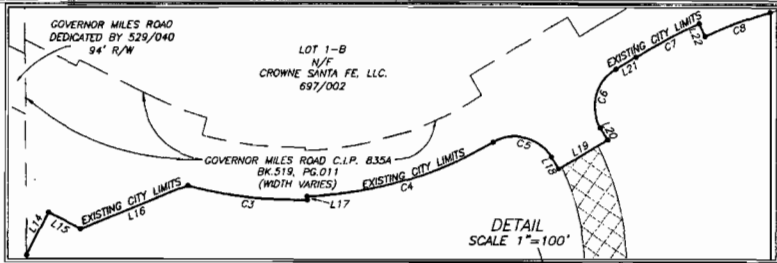 GOVERNOR MILES ROAD
DEDICATED BY 529/040
94' R/W
LOT 1-B
N/F
CROWNE SANTA FE, LLC.
697/002
EXISTING CITY LIMITS
L21
C7
L22
C8
C6
L20
GOVERNOR MILES ROAD C.I.P. 835A
BK.519, PG.011
(WIDTH VARIES)
C5
L19
L18
L14
L15
EXISTING CITY LIMITS
L16
C3
L17
EXISTING CITY LIMITS
C4
DETAIL
SCALE 1"=100'